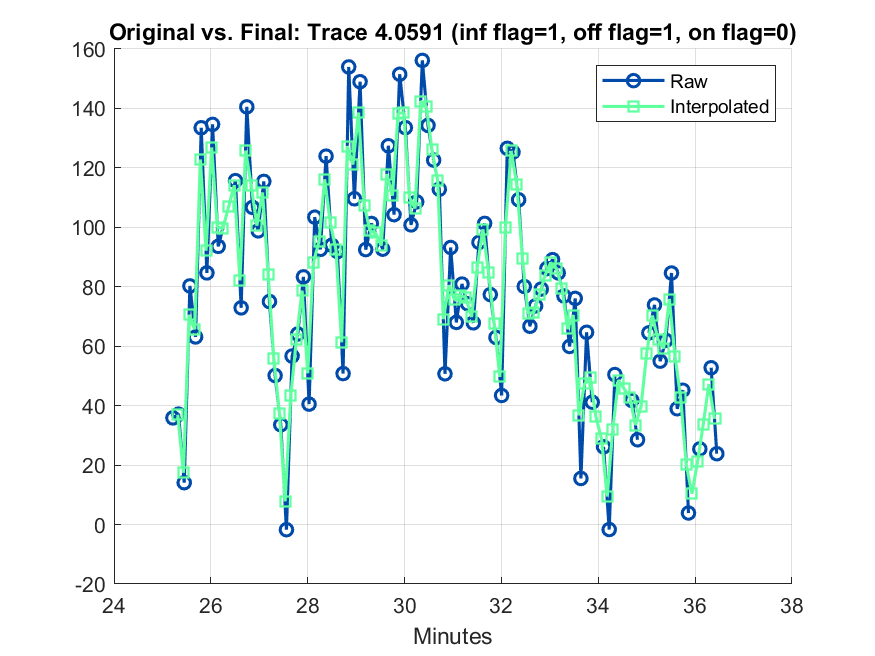 Original vs. Final: Trace 4.0591 (inf flag=1, off flag=1, on flag=0)
160
140
120
100
80
60
40
20
0
-20
Raw
Interpolated
24 26 28 30 32 34 36 38
Minutes